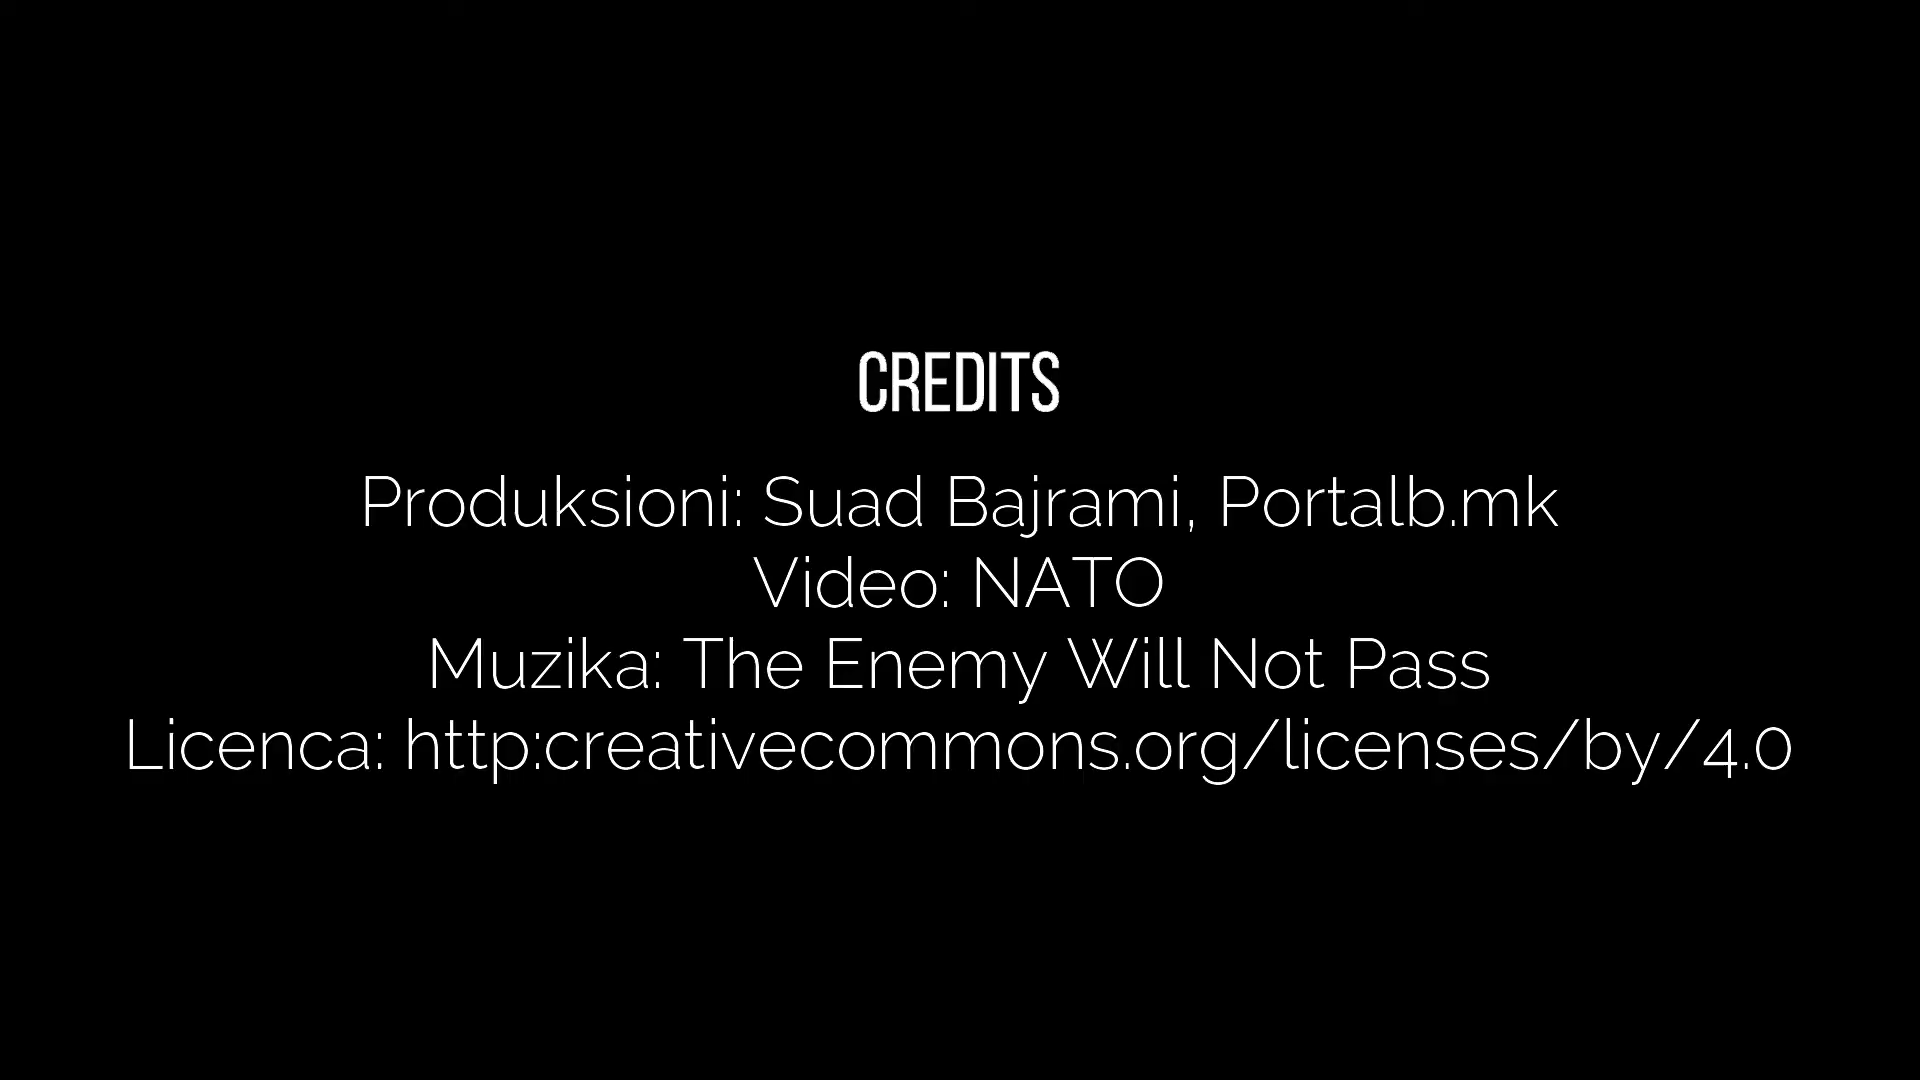 CREDITS
Produksioni: Suad Bajrami, Portalb.mk
Video: NATO
Muzika: The Enemy Will Not Pass
Licenca: http:creativecommons.org/licenses/by/4.0